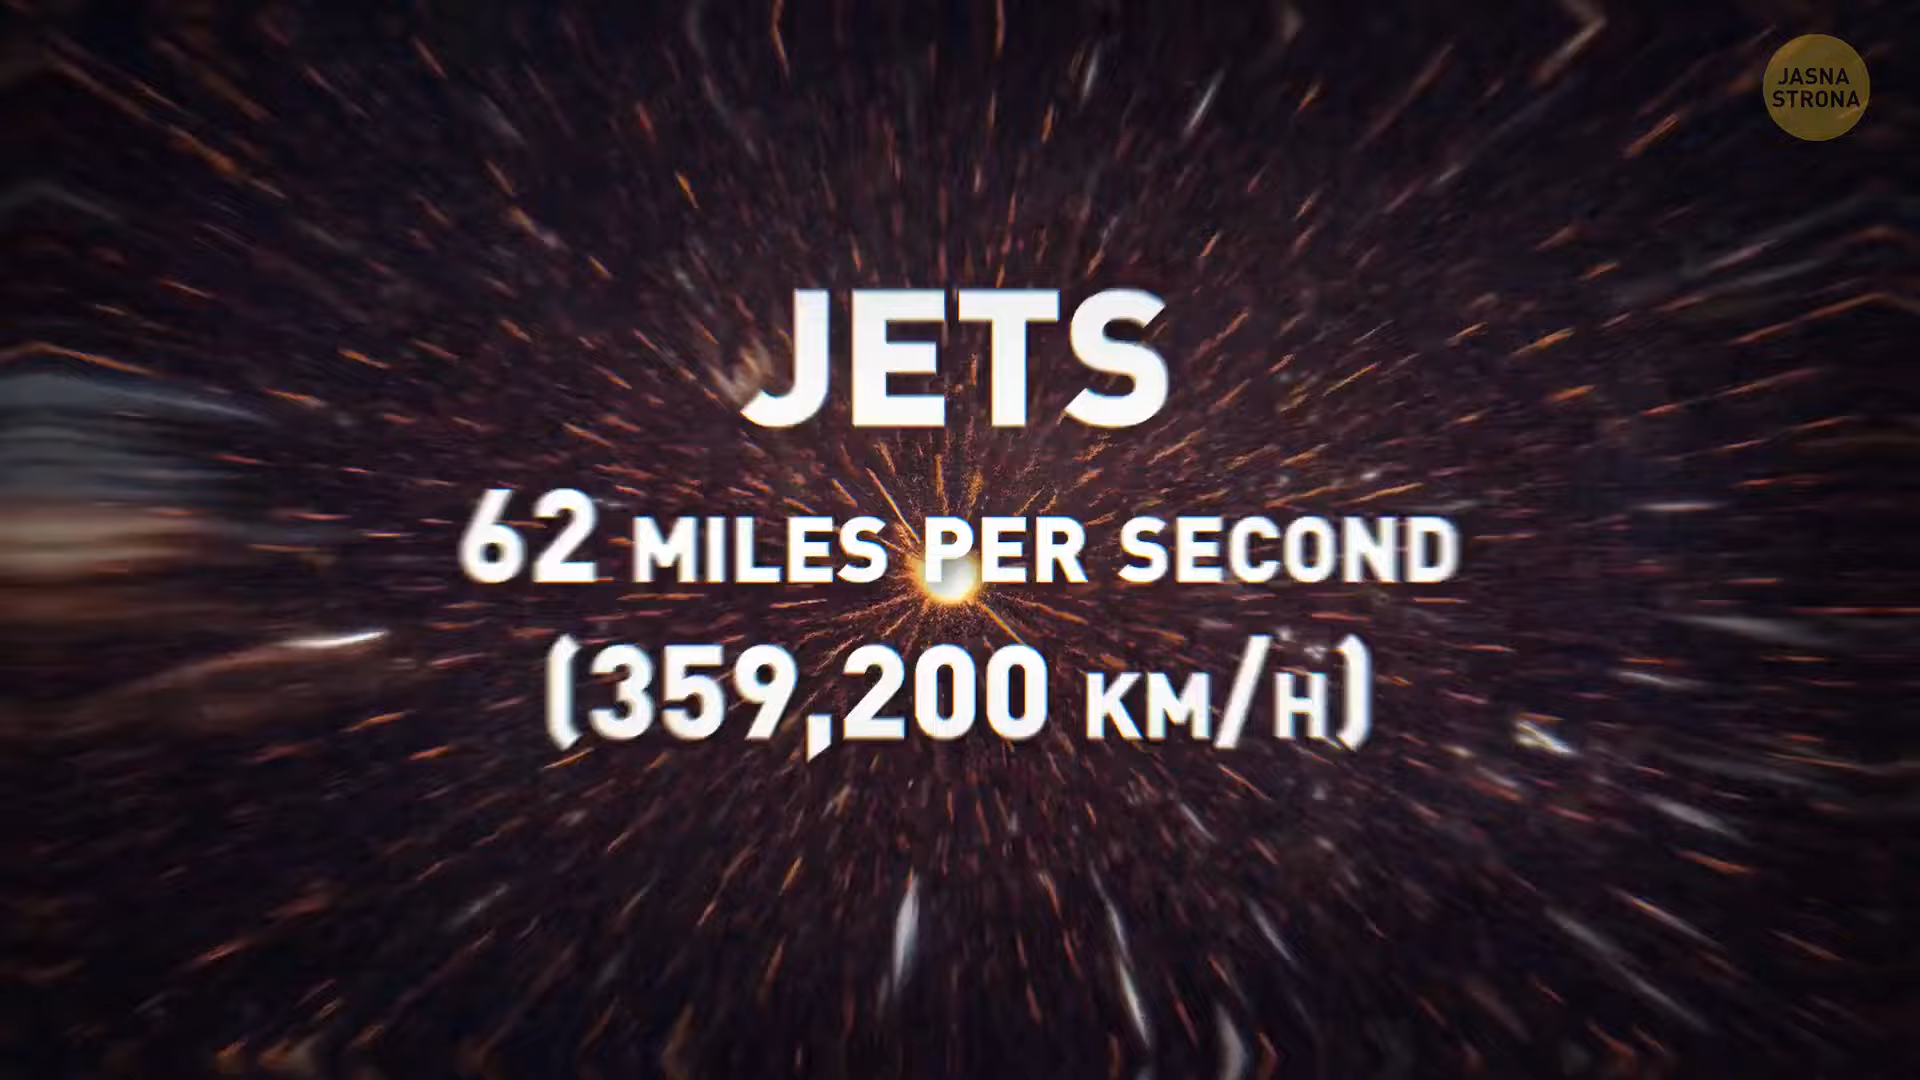 JASNA
STRONA
JETS
62 MILES PER SECOND
(359,200 KM/H)